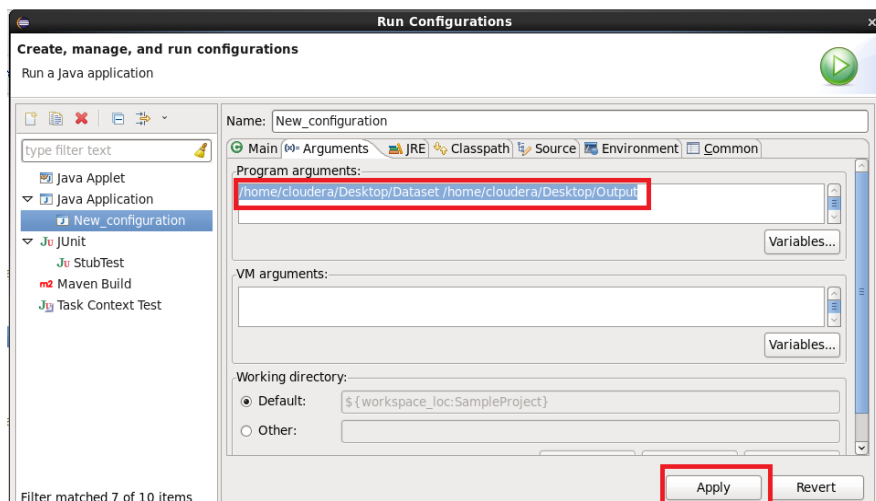 Run Configurations
Create, manage, and run configurations
Run a Java application
type filter text
Java Applet
Java Application
New_configuration
JUnit
StubTest
Maven Build
Task Context Test
Filter matched 7 of 10 items
Name: New_configuration
Main Arguments JRE Classpath Source Environment Common
Program arguments:
/home/cloudera/Desktop/Dataset /home/cloudera/Desktop/Output
Variables...
VM arguments:
Variables...
Working directory:
Default: ${workspace_loc:SampleProject}
Other:
Apply Revert